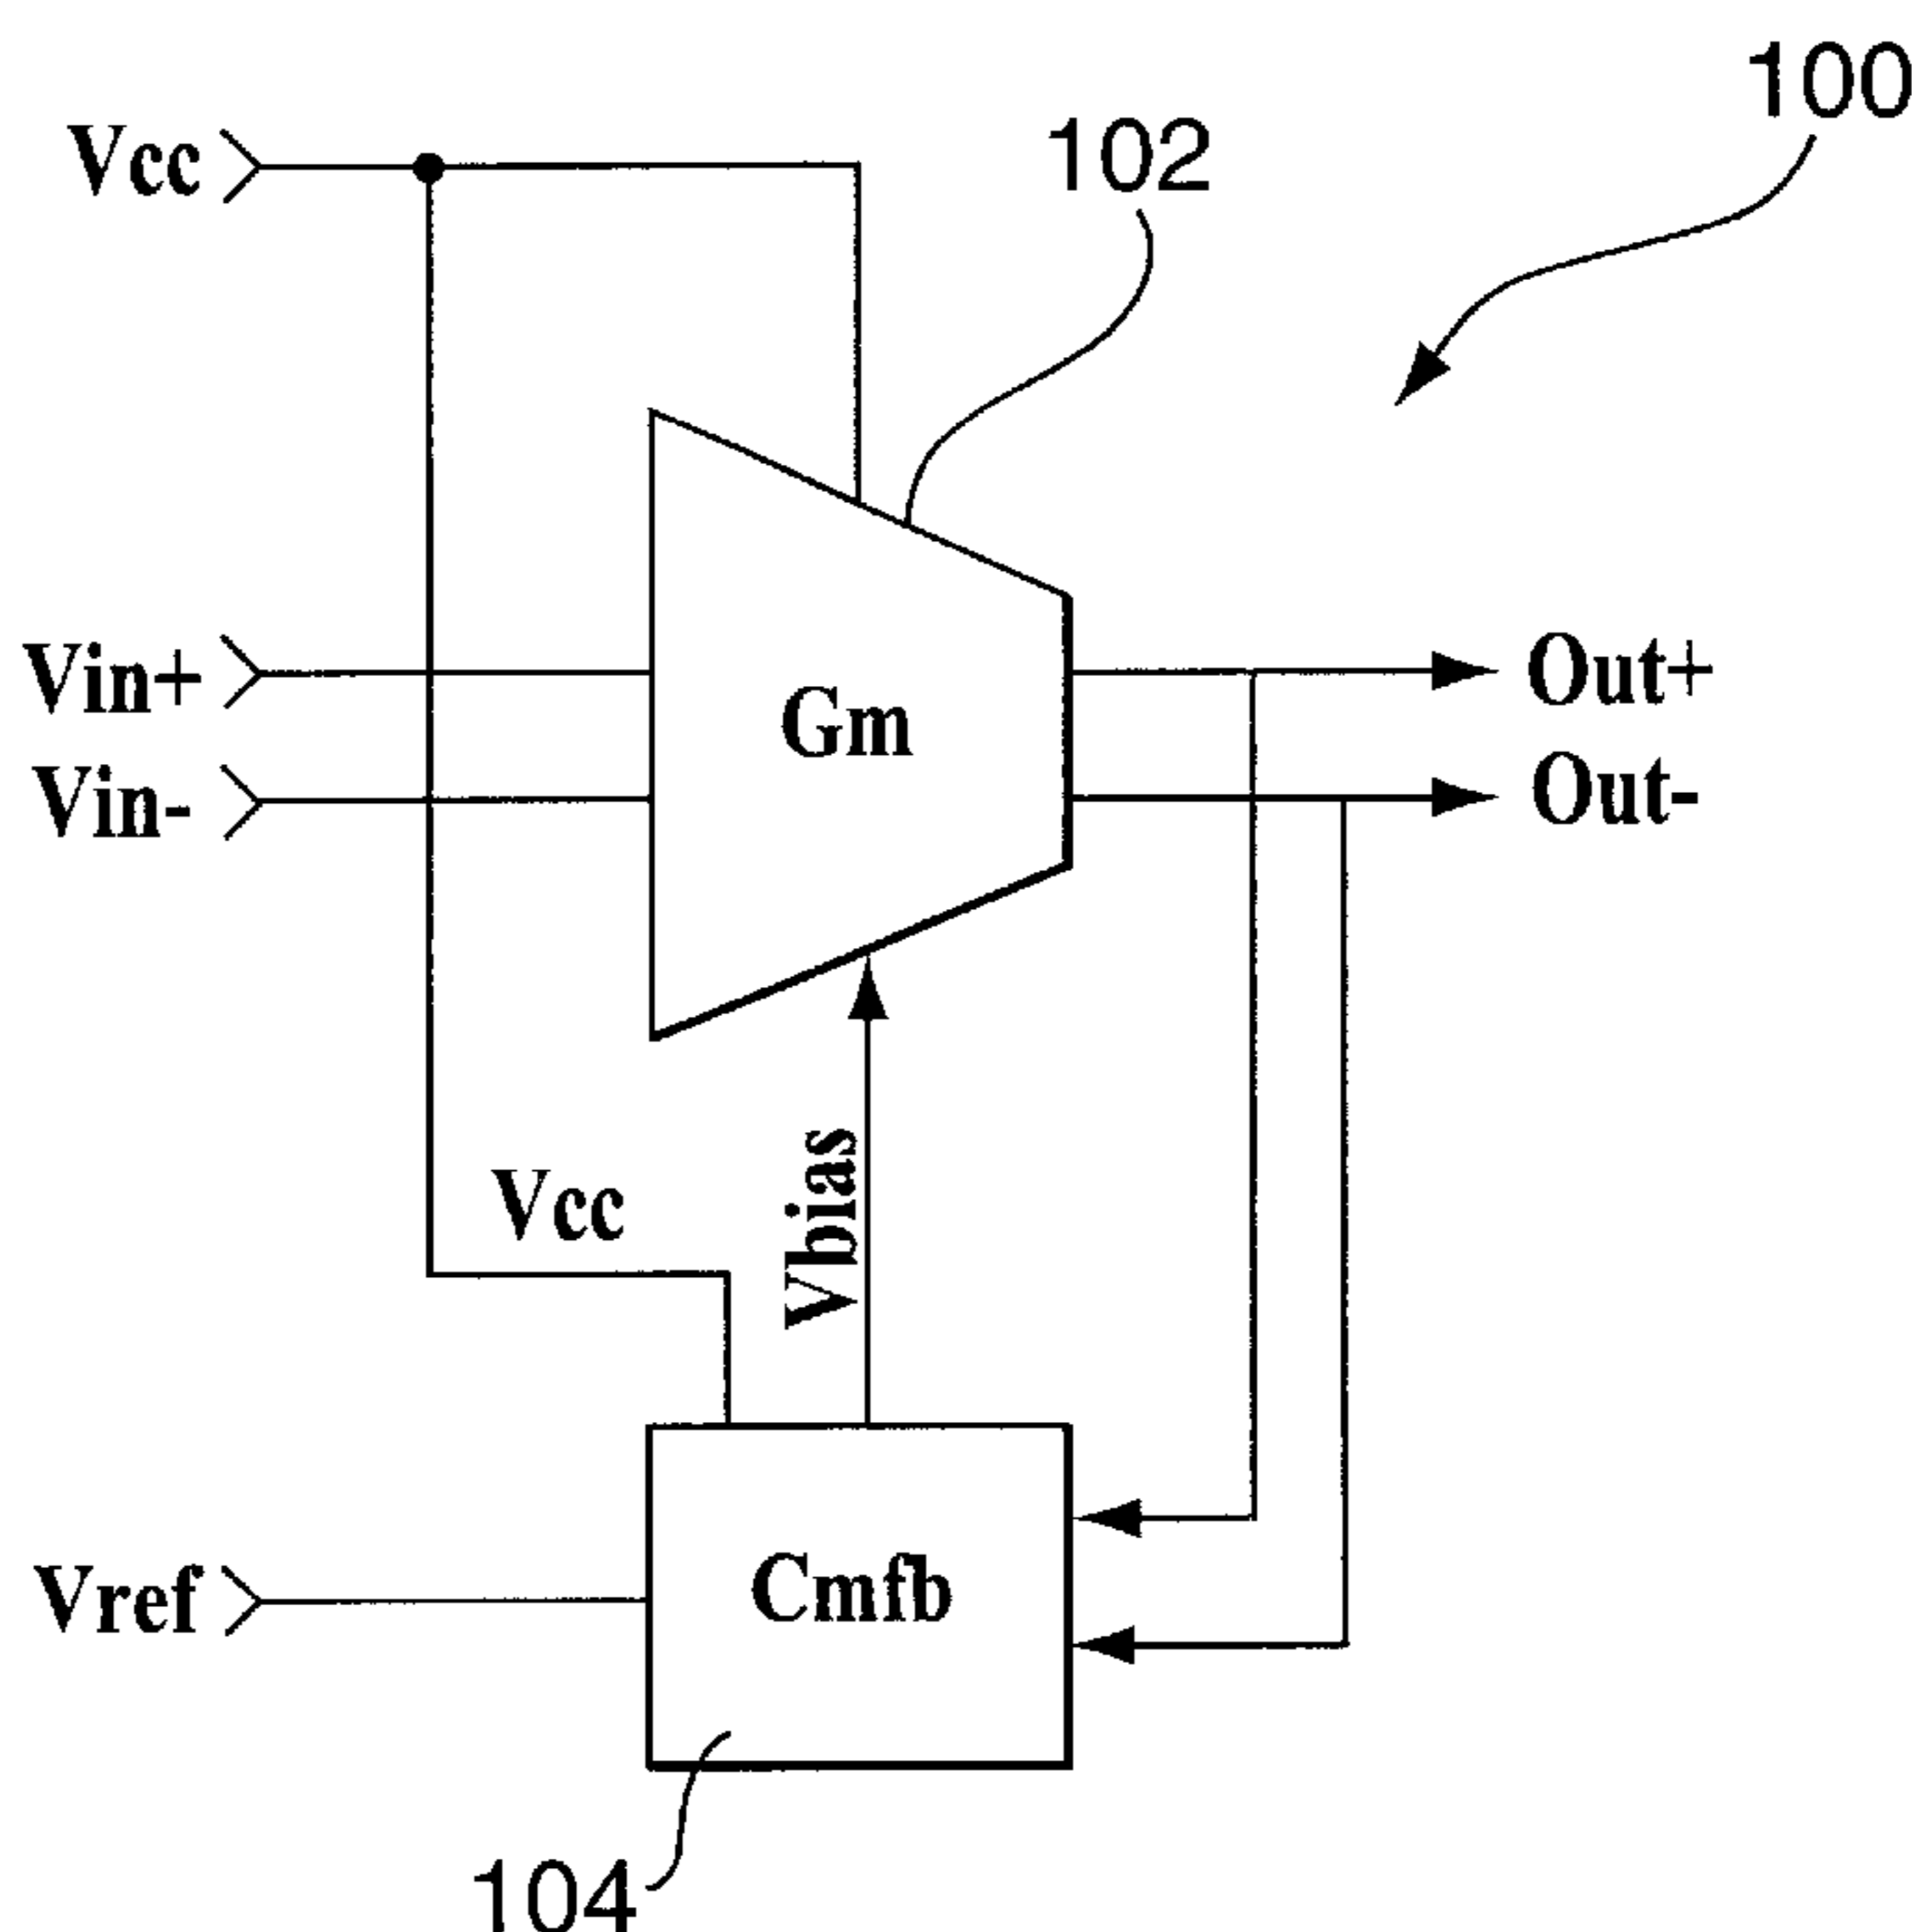 100
Vcc
102
Vin+
Gm
Out+
Vin-
Out-
Vcc
Vbias
Vref
Cmfb
104